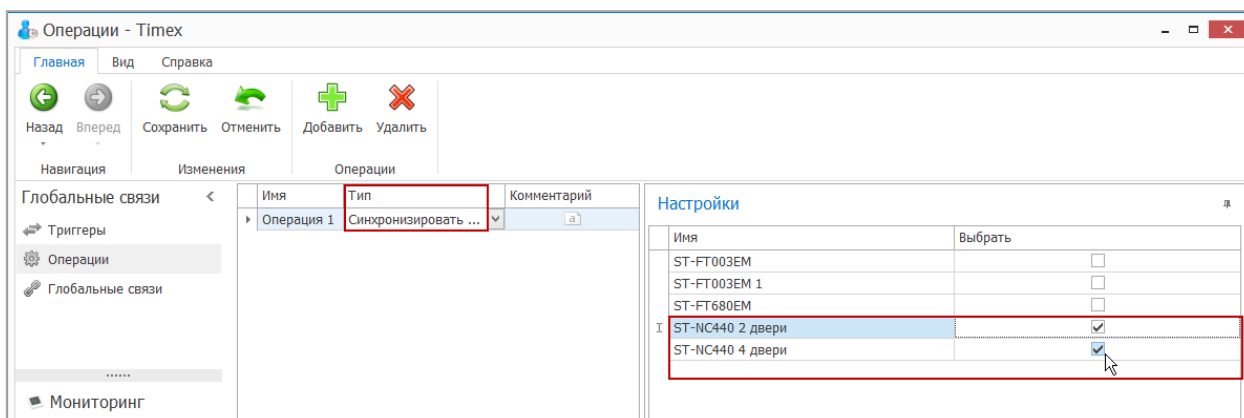 Операции - Timex
Главная Вид Справка
Назад Вперед Сохранить Отменить Добавить Удалить
Навигация Изменения Операции
Глобальные связи
Триггеры
Операции
Глобальные связи
Мониторинг
Имя Тип Комментарий
Операция 1 Синхронизировать ... a
Настройки
Имя Выбрать
ST-FT003EM
ST-FT003EM 1
ST-FT680EM
ST-NC440 2 двери
ST-NC440 4 двери